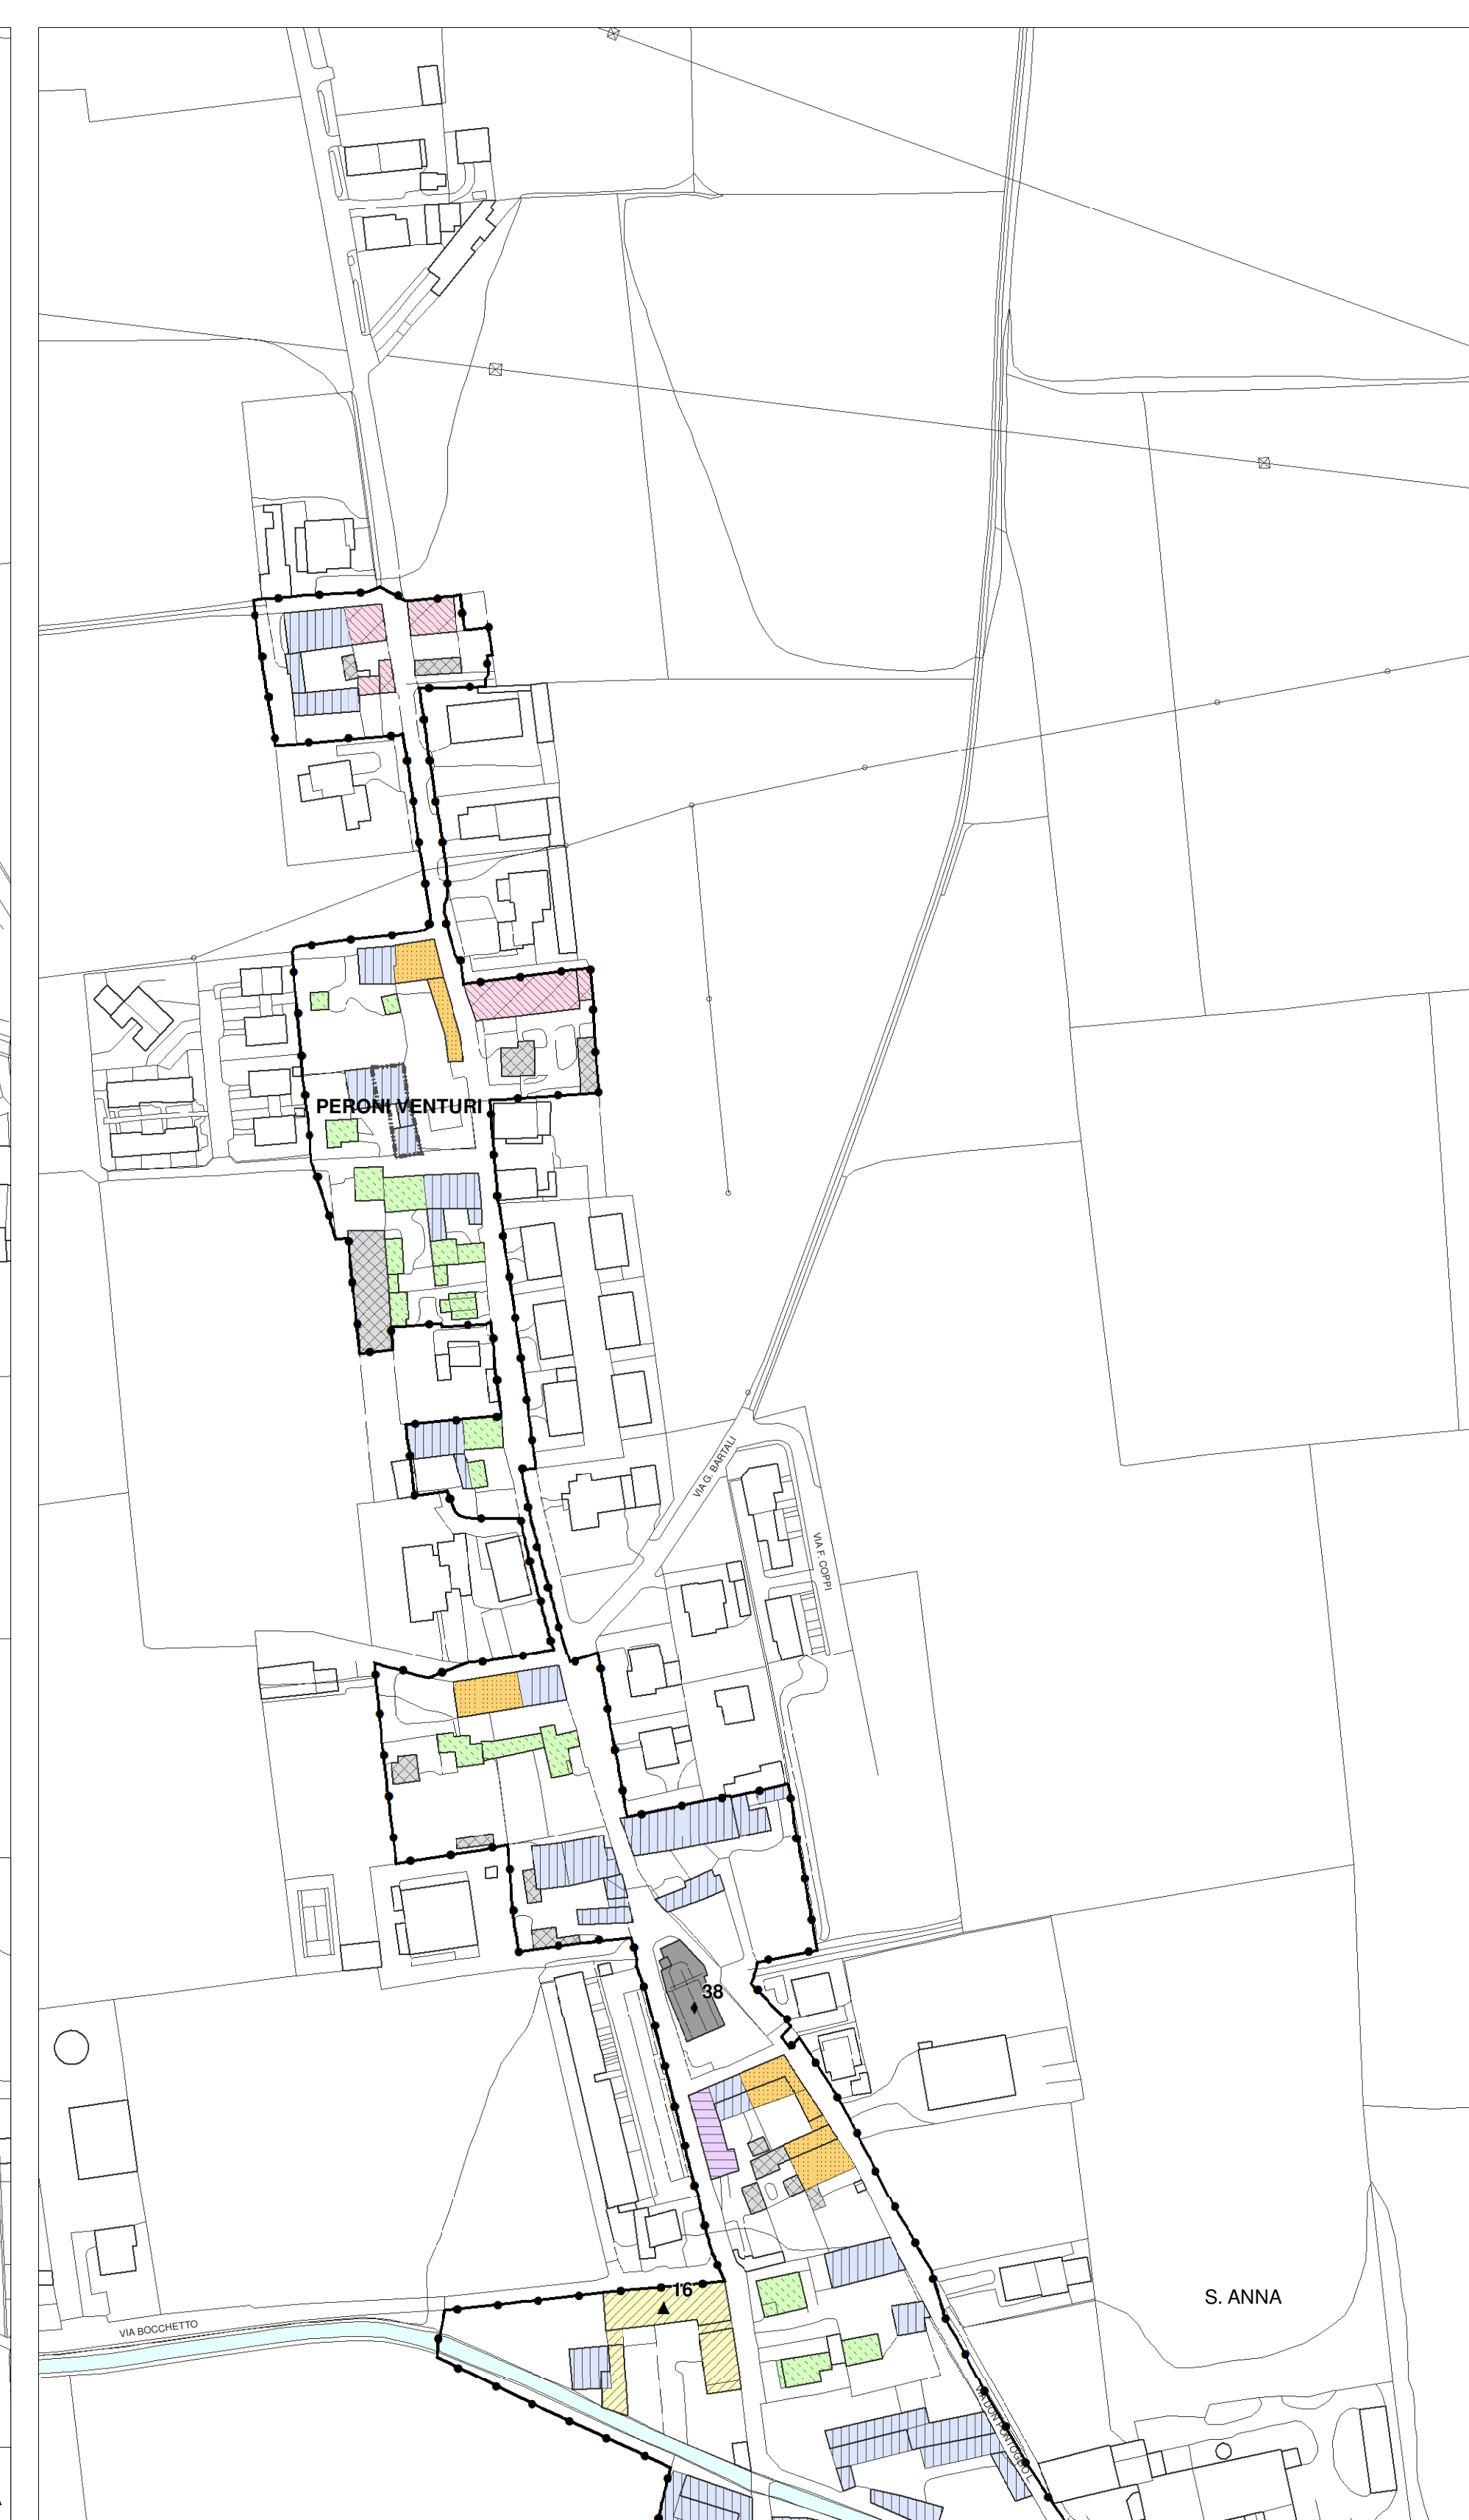 PERONI VENTURI
VIA G. BARTALI
VIA F. COPPI
38
16
S. ANNA
VIA BOCCHETTO